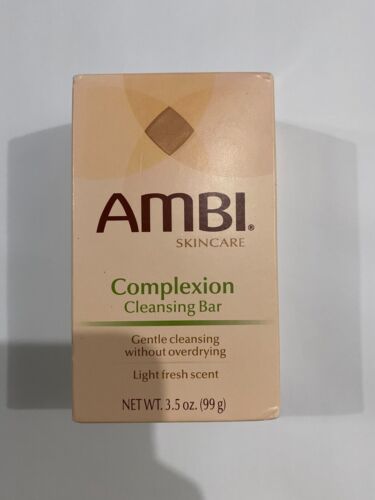 AMBI®
SKINCARE
Complexion
Cleansing Bar
Gentle cleansing
without overdrying
Light fresh scent
NET WT. 3.5 oz. (99 g)